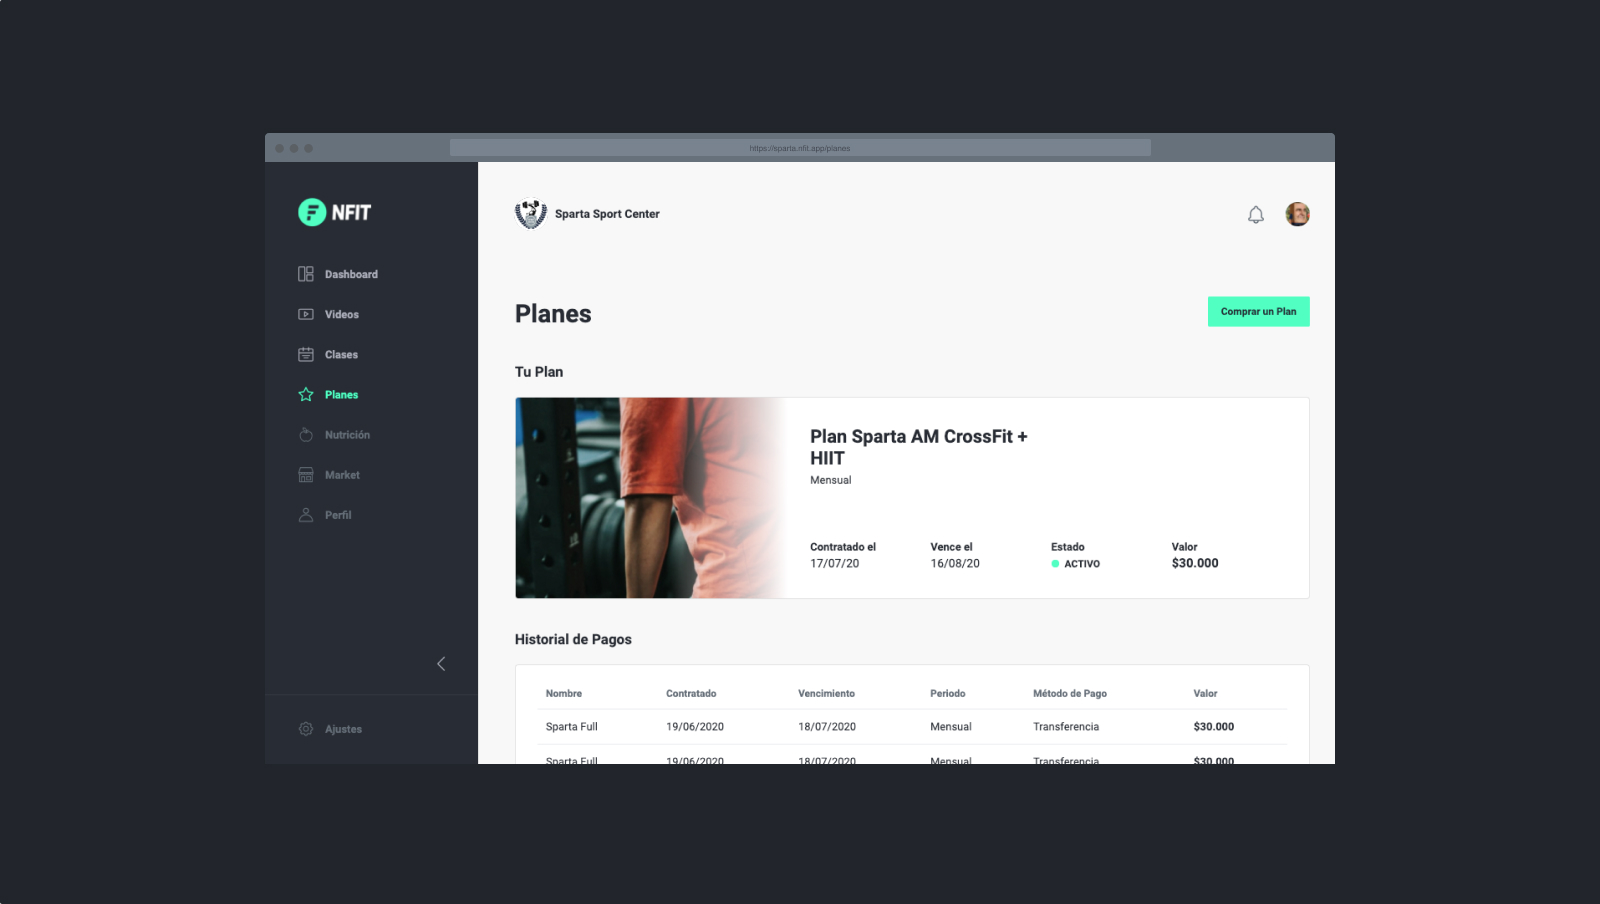 https://sparta.nfit.app/planes
NFIT
Dashboard
Videos
Clases
Planes
Nutrición
Market
Perfil
Ajustes
Sparta Sport Center
Planes
Comprar un Plan
Tu Plan
Plan Sparta AM CrossFit +
HIIT
Mensual
Contratado el Vence el Estado Valor
17/07/20 16/08/20 ACTIVO $30.000
Historial de Pagos
Nombre Contratado Vencimiento Periodo Método de Pago Valor
Sparta Full 19/06/2020 18/07/2020 Mensual Transferencia $30.000
Sparta Full 19/06/2020 18/07/2020 Mensual Transferencia $30.000